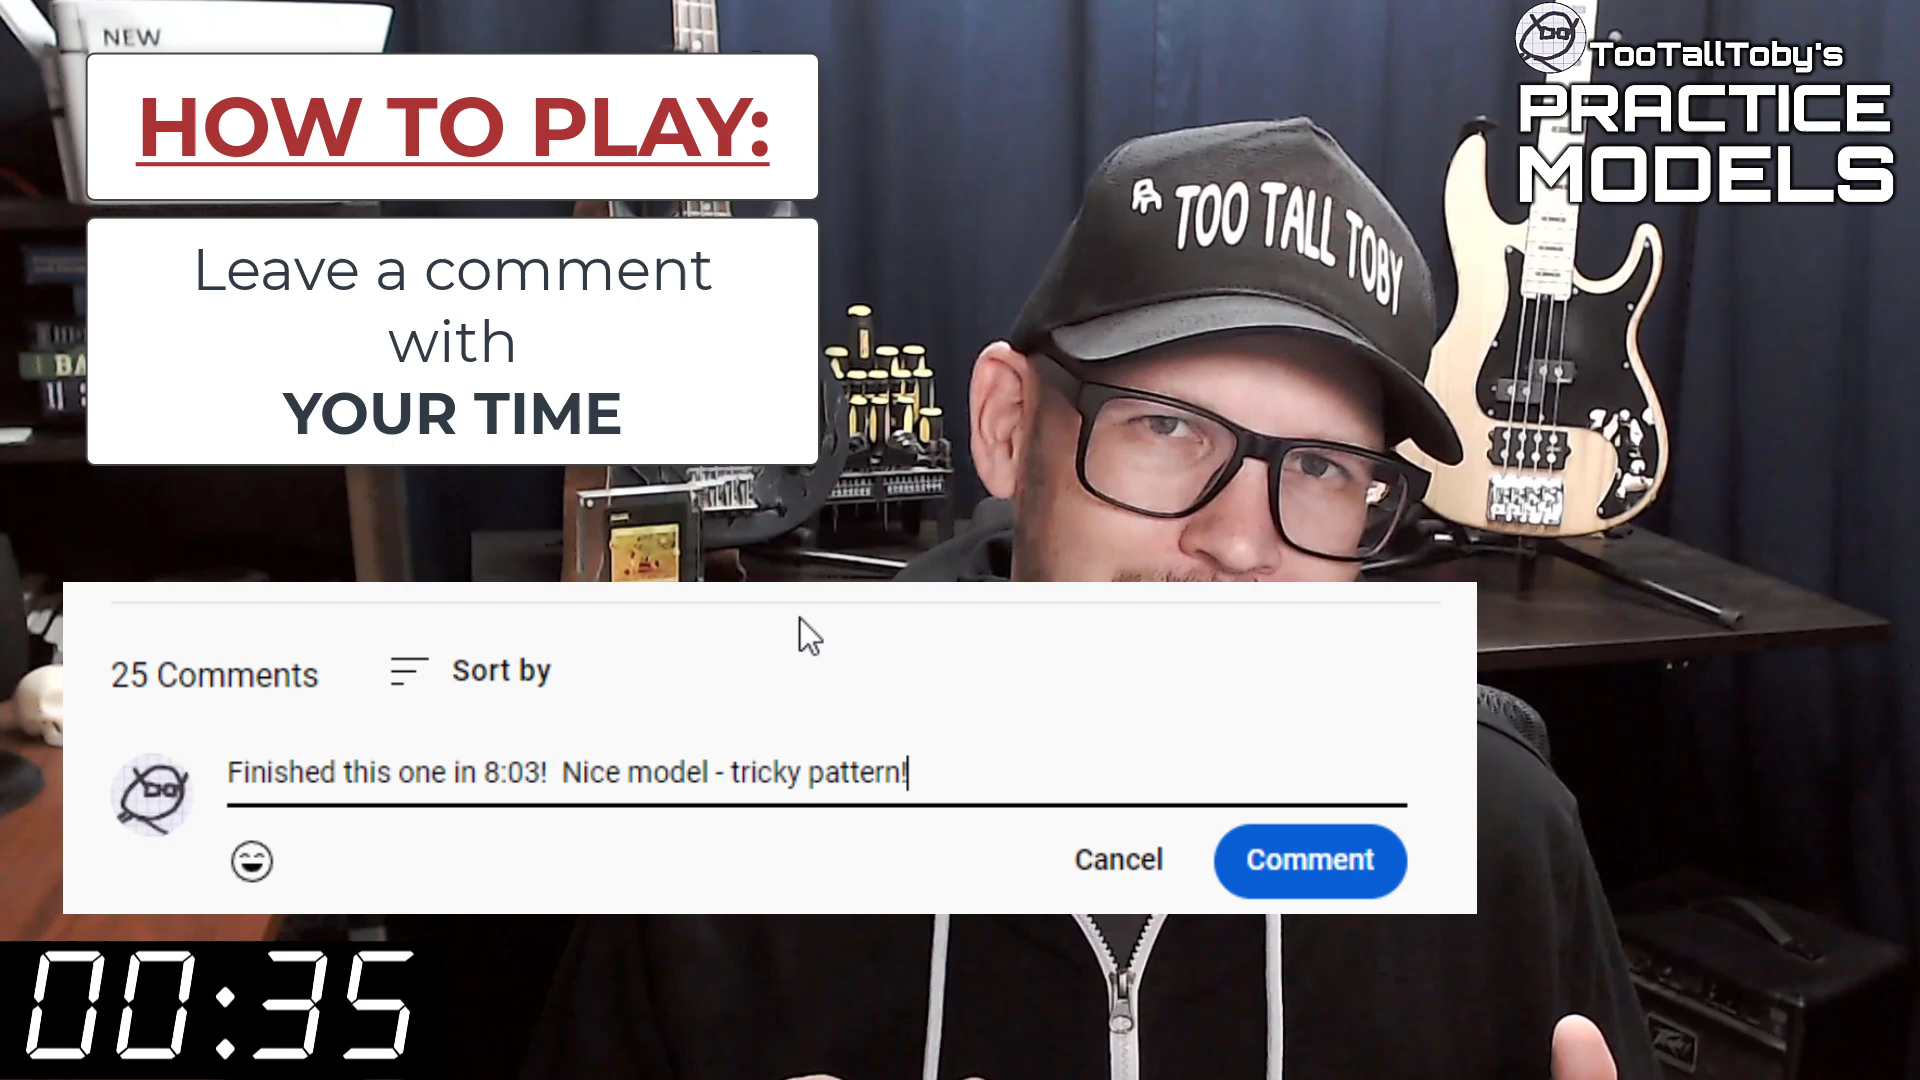 NEW
HOW TO PLAY:
Leave a comment
with
YOUR TIME
TooTallToby's
PRACTICE
MODELS
TOO TALL TOBY
25 Comments
Sort by
Finished this one in 8:03!  Nice model - tricky pattern!
Cancel
Comment
00:35
PEAVEY